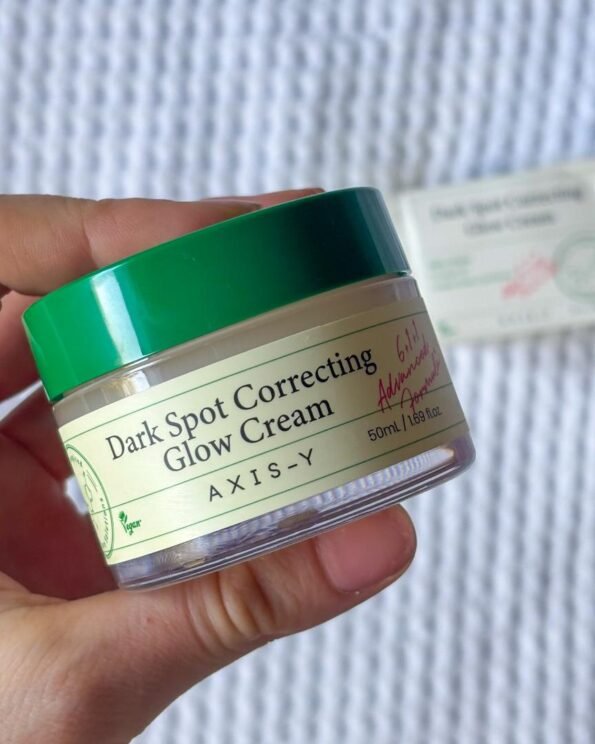 Dark Spot Correcting
Glow Cream
AXIS-Y
6+1+1
Advanced
Formula
50mL / 1.69 fl.oz
Vegan
Dark Spot Correcting
Glow Cream